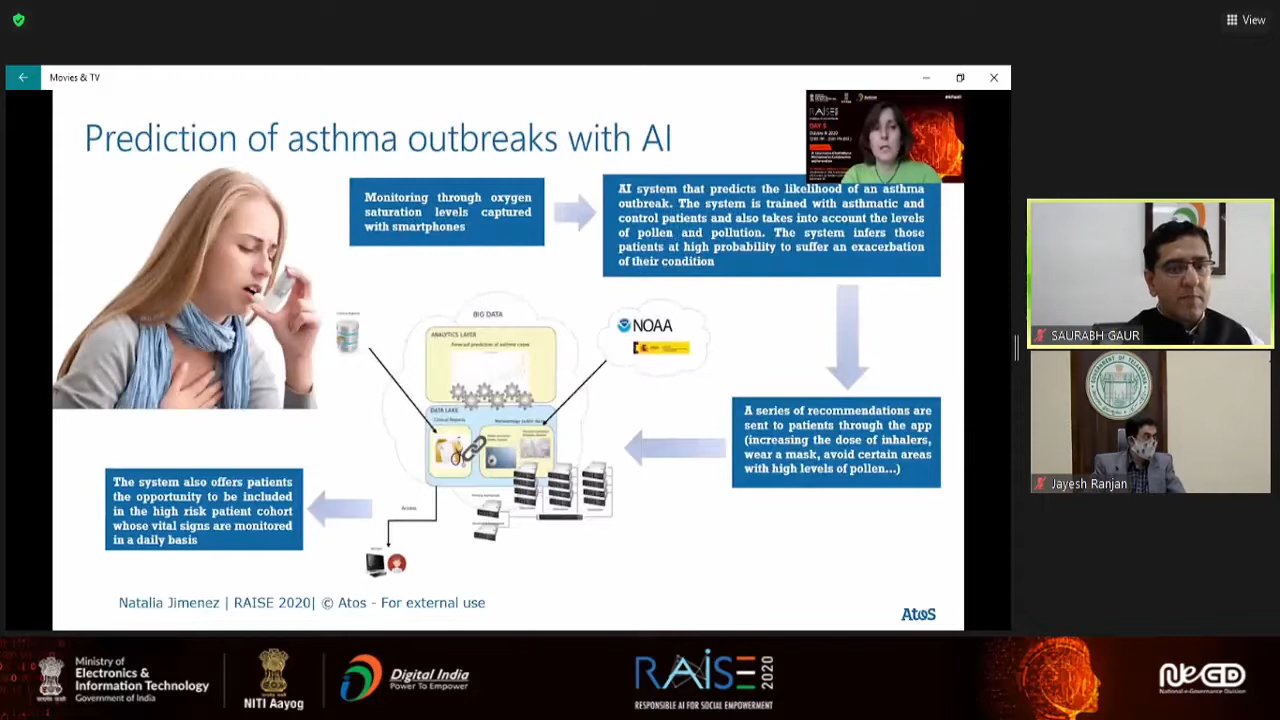 View
Movies & TV
Prediction of asthma outbreaks with AI
RAISE
DAY 5
Monitoring through oxygen
saturation levels captured
with smartphones
AI system that predicts the likelihood of an asthma
outbreak. The system is trained with asthmatic and
control patients and also takes into account the levels
of pollen and pollution. The system infers those
patients at high probability to suffer an exacerbation
of their condition
BIG DATA
ANALYTICS LAYER
NOAA
DATA LAKE
Clinical Reports
Access
A series of recommendations are
sent to patients through the app
(increasing the dose of inhalers,
wear a mask, avoid certain areas
with high levels of pollen...)
The system also offers patients
the opportunity to be included
in the high risk patient cohort
whose vital signs are monitored
in a daily basis
Natalia Jimenez | RAISE 2020| © Atos - For external use
Atos
SAURABH GAUR
Jayesh Ranjan
Ministry of
Electronics &
Information Technology
Government of India
NITI Aayog
Digital India
Power To Empower
RAISE 2020
RESPONSIBLE AI FOR SOCIAL EMPOWERMENT
NeGD
National e-Governance Division